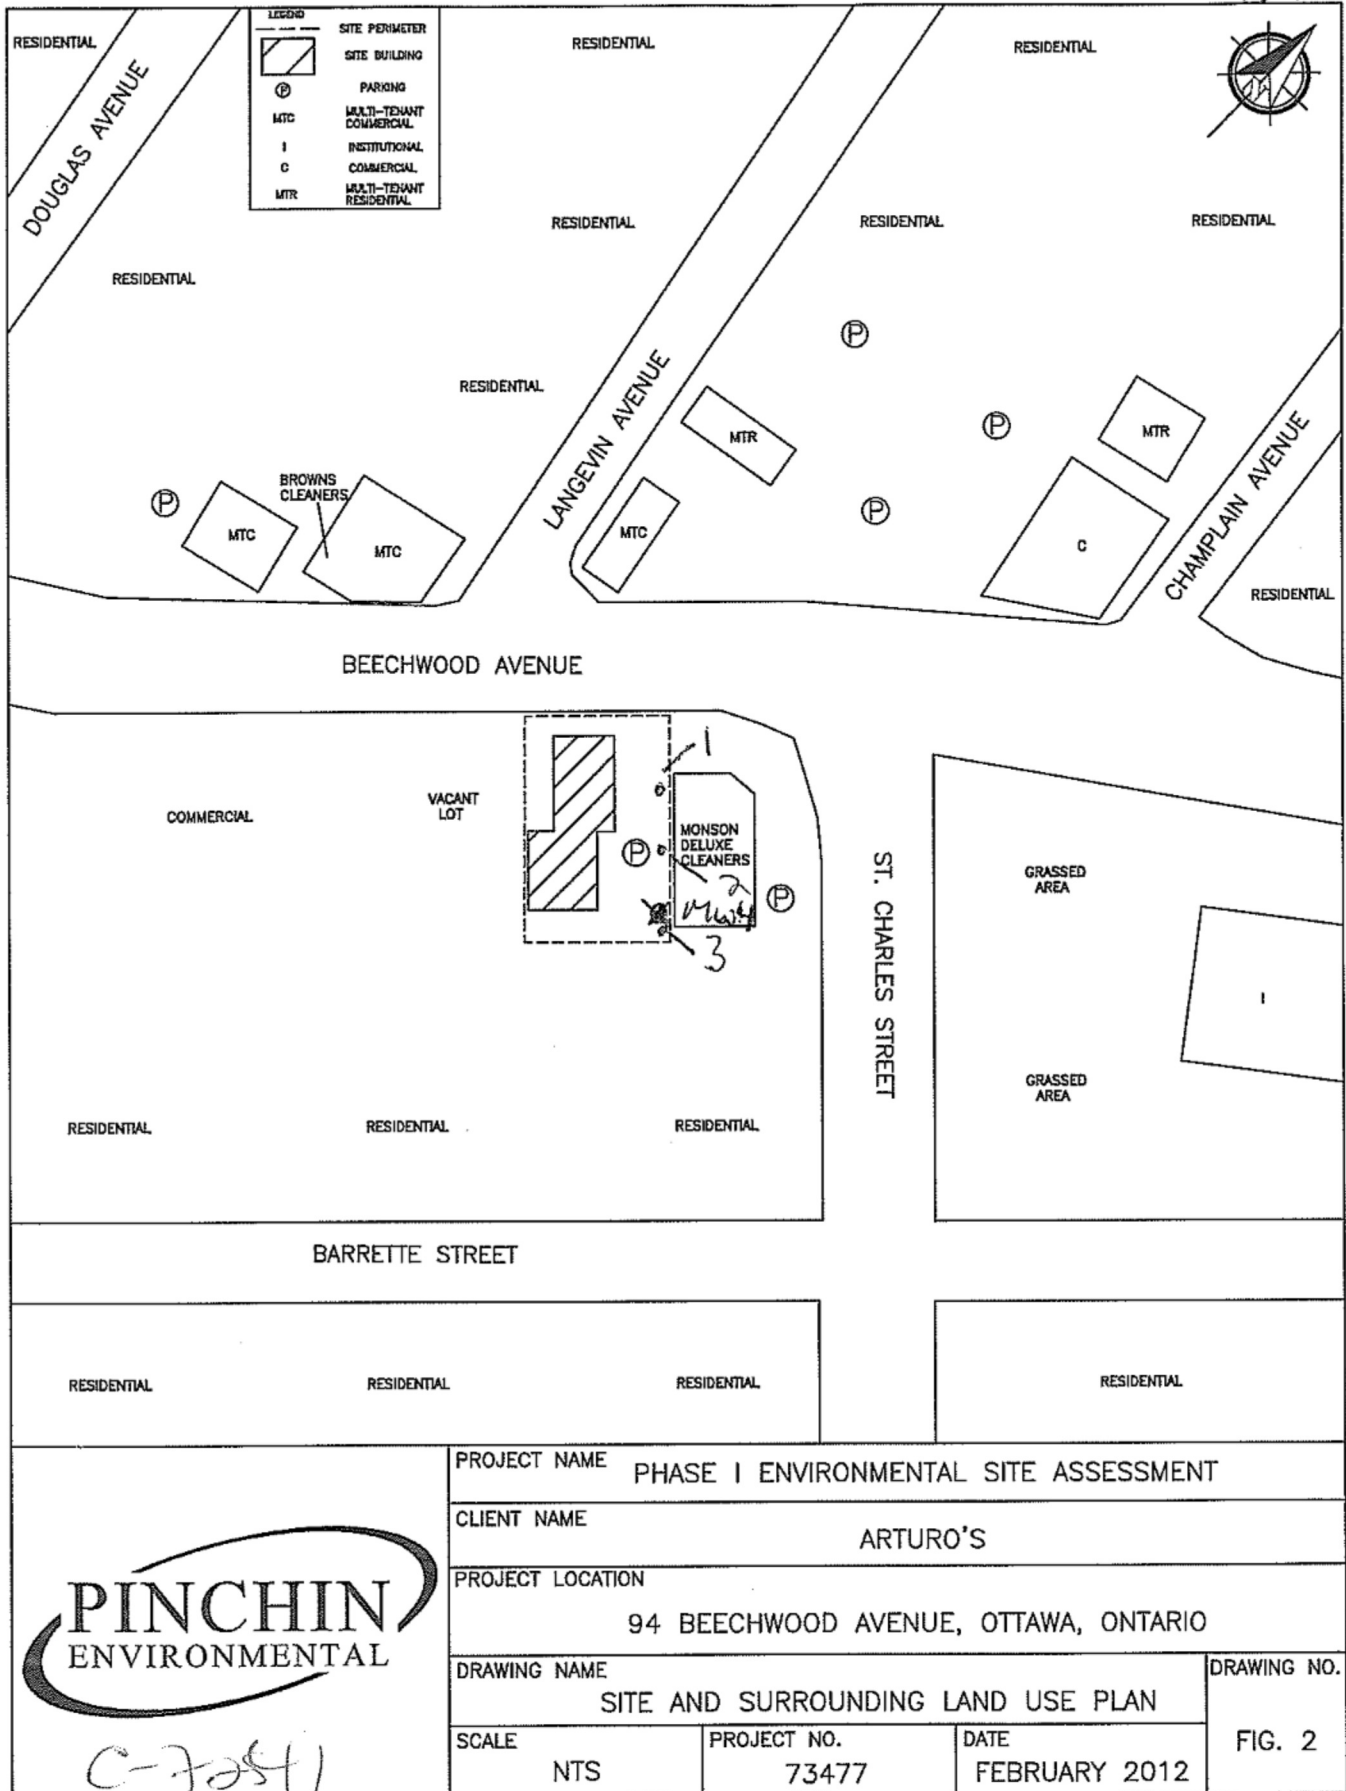 LEGEND
SITE PERIMETER
SITE BUILDING
P PARKING
MTC MULTI-TENANT
COMMERCIAL
I INSTITUTIONAL
C COMMERCIAL
MTR MULTI-TENANT
RESIDENTIAL
RESIDENTIAL
DOUGLAS AVENUE
RESIDENTIAL
RESIDENTIAL
RESIDENTIAL
RESIDENTIAL
RESIDENTIAL
RESIDENTIAL
RESIDENTIAL
P
RESIDENTIAL
LANGEVIN AVENUE
MTR
P
MTR
CHAMPLAIN AVENUE
BROWNS
CLEANERS
P
MTC
MTC
MTC
P
C
RESIDENTIAL
BEECHWOOD AVENUE
1
COMMERCIAL
VACANT
LOT
P
MONSON
DELUXE
CLEANERS
2
P
3
ST. CHARLES STREET
GRASSED
AREA
I
GRASSED
AREA
RESIDENTIAL
RESIDENTIAL
RESIDENTIAL
BARRETTE STREET
RESIDENTIAL
RESIDENTIAL
RESIDENTIAL
RESIDENTIAL
PINCHIN
ENVIRONMENTAL
C-72541
PROJECT NAME
PHASE I ENVIRONMENTAL SITE ASSESSMENT
CLIENT NAME
ARTURO'S
PROJECT LOCATION
94 BEECHWOOD AVENUE, OTTAWA, ONTARIO
DRAWING NAME
SITE AND SURROUNDING LAND USE PLAN
DRAWING NO.
FIG. 2
SCALE
NTS
PROJECT NO.
73477
DATE
FEBRUARY 2012